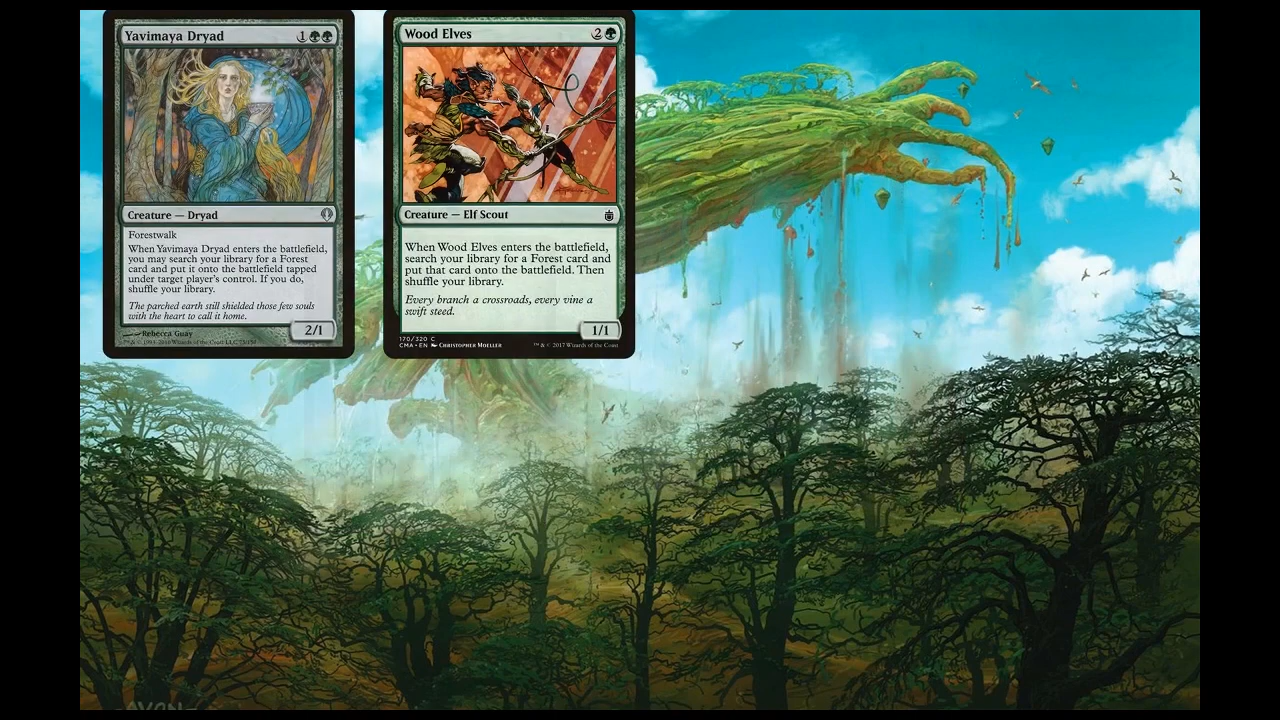 Yavimaya Dryad 1
Creature — Dryad
Forestwalk
When Yavimaya Dryad enters the battlefield,
you may search your library for a Forest
card and put it onto the battlefield tapped
under target player's control. If you do,
shuffle your library.
The parched earth still shielded those few souls
with the heart to call it home.
Rebecca Guay
2/1
Wood Elves 2
Creature — Elf Scout
When Wood Elves enters the battlefield,
search your library for a Forest card and
put that card onto the battlefield. Then
shuffle your library.
Every branch a crossroads, every vine a
swift steed.
1/1
170/320 C
CMA • EN Christopher Moeller ™ & © 2017 Wizards of the Coast
AVON